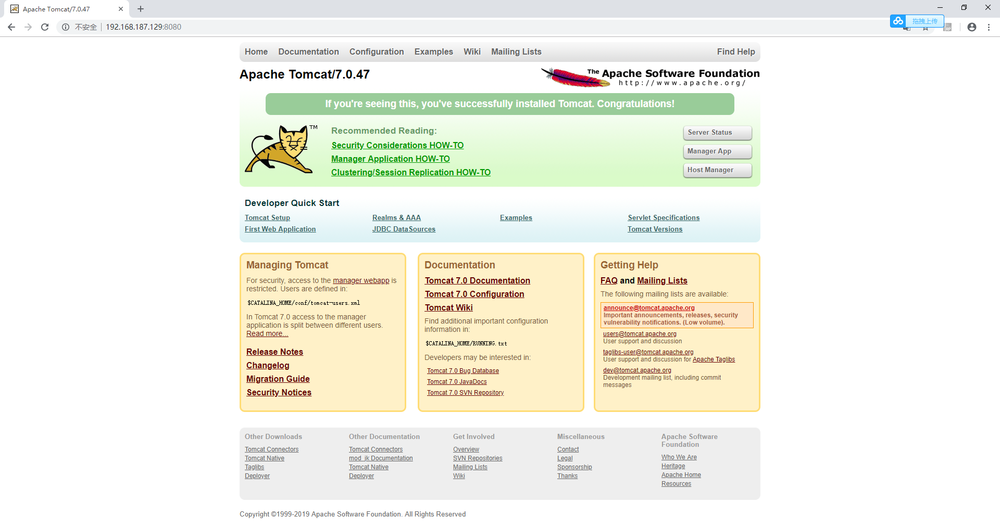 Apache Tomcat/7.0.47
不安全 192.168.187.129:8080
拖拽上传
Home Documentation Configuration Examples Wiki Mailing Lists Find Help
Apache Tomcat/7.0.47
The Apache Software Foundation
http://www.apache.org/
If you're seeing this, you've successfully installed Tomcat. Congratulations!
TM
Recommended Reading:
Security Considerations HOW-TO
Manager Application HOW-TO
Clustering/Session Replication HOW-TO
Server Status
Manager App
Host Manager
Developer Quick Start
Tomcat Setup
First Web Application
Realms & AAA
JDBC DataSources
Examples
Servlet Specifications
Tomcat Versions
Managing Tomcat
For security, access to the manager webapp is
restricted. Users are defined in:
$CATALINA_HOME/conf/tomcat-users.xml
In Tomcat 7.0 access to the manager
application is split between different users.
Read more...
Release Notes
Changelog
Migration Guide
Security Notices
Documentation
Tomcat 7.0 Documentation
Tomcat 7.0 Configuration
Tomcat Wiki
Find additional important configuration
information in:
$CATALINA_HOME/RUNNING.txt
Developers may be interested in:
Tomcat 7.0 Bug Database
Tomcat 7.0 JavaDocs
Tomcat 7.0 SVN Repository
Getting Help
FAQ and Mailing Lists
The following mailing lists are available:
announce@tomcat.apache.org
Important announcements, releases, security
vulnerability notifications. (Low volume).
users@tomcat.apache.org
User support and discussion
taglibs-user@tomcat.apache.org
User support and discussion for Apache Taglibs
dev@tomcat.apache.org
Development mailing list, including commit
messages
Other Downloads
Tomcat Connectors
Tomcat Native
Taglibs
Deployer
Other Documentation
Tomcat Connectors
mod_jk Documentation
Tomcat Native
Deployer
Get Involved
Overview
SVN Repositories
Mailing Lists
Wiki
Miscellaneous
Contact
Legal
Sponsorship
Thanks
Apache Software
Foundation
Who We Are
Heritage
Apache Home
Resources
Copyright ©1999-2019 Apache Software Foundation. All Rights Reserved